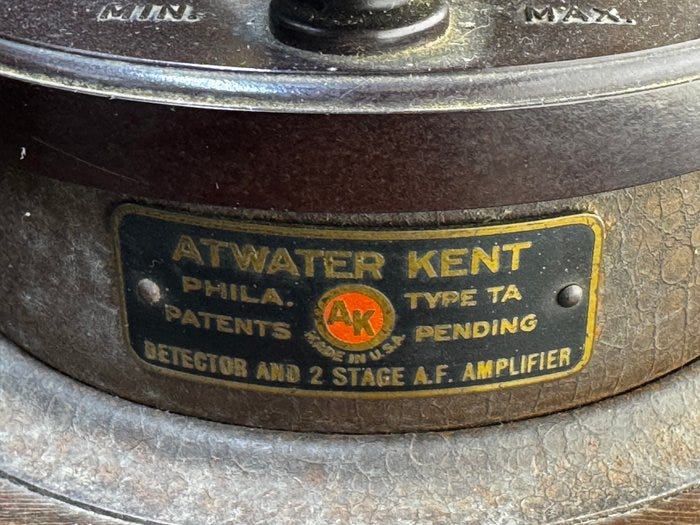 MIN. MAX.
ATWATER KENT
PHILA. TYPE TA
AK
PATENTS PENDING
MADE IN U.S.A.
DETECTOR AND 2 STAGE A.F. AMPLIFIER